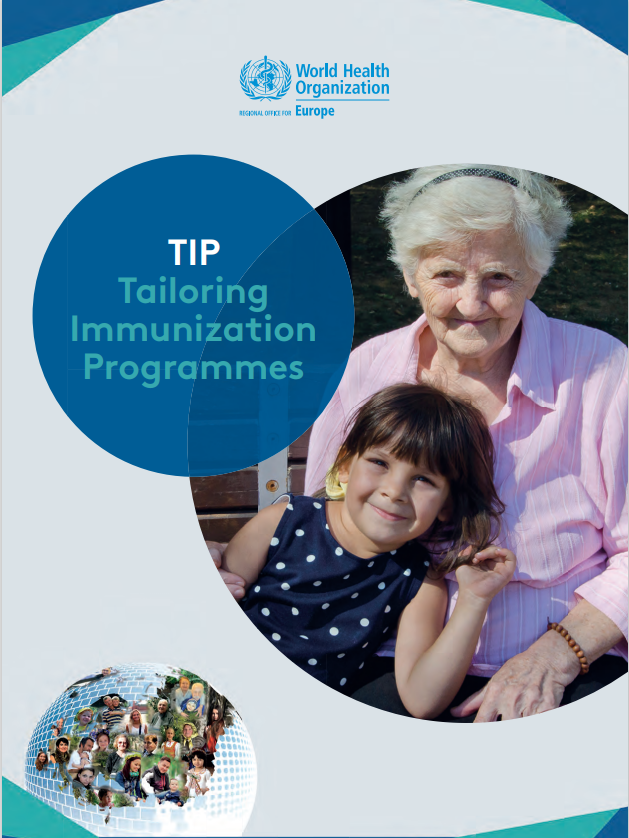 World Health
Organization
REGIONAL OFFICE FOR Europe
TIP
Tailoring
Immunization
Programmes